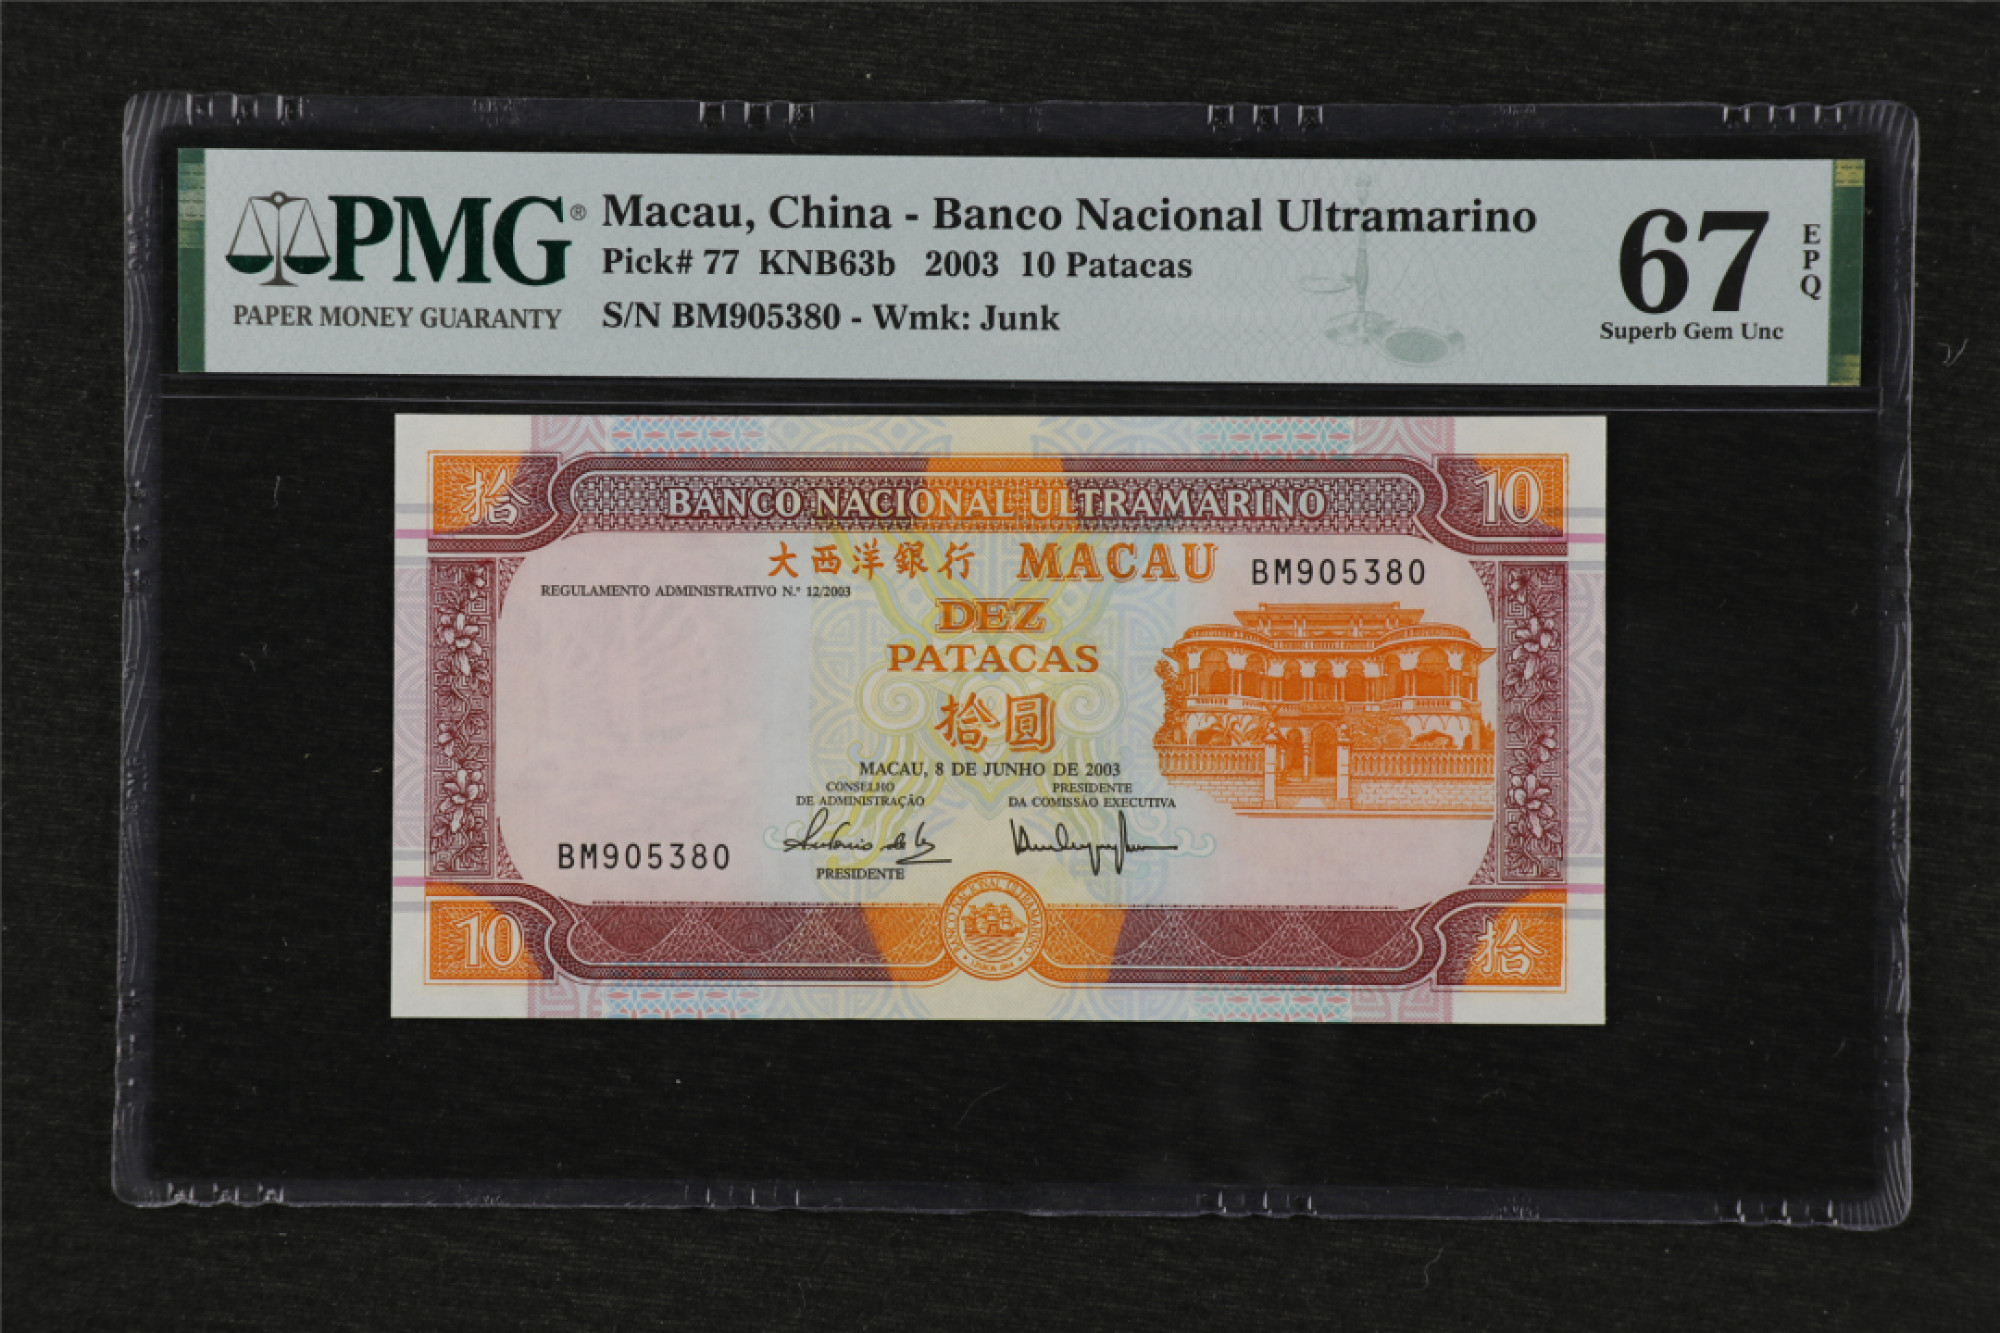 PMG®
PAPER MONEY GUARANTY
Macau, China - Banco Nacional Ultramarino
Pick# 77 KNB63b 2003 10 Patacas
S/N BM905380 - Wmk: Junk
67
EPQ
Superb Gem Unc
拾
BANCO NACIONAL ULTRAMARINO
10
大西洋銀行 MACAU
BM905380
REGULAMENTO ADMINISTRATIVO N.º 12/2003
DEZ
PATACAS
拾圓
MACAU, 8 DE JUNHO DE 2003
CONSELHO
DE ADMINISTRAÇÃO
PRESIDENTE
DA COMISSÃO EXECUTIVA
BM905380
PRESIDENTE
10
BANCO NACIONAL ULTRAMARINO
拾